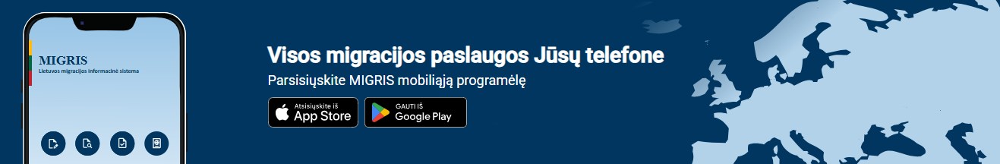 MIGRIS
Lietuvos migracijos informacinė sistema
Visos migracijos paslaugos Jūsų telefone
Parsisiųskite MIGRIS mobiliąją programėlę
Atsisiųskite iš
App Store
GAUTI IŠ
Google Play